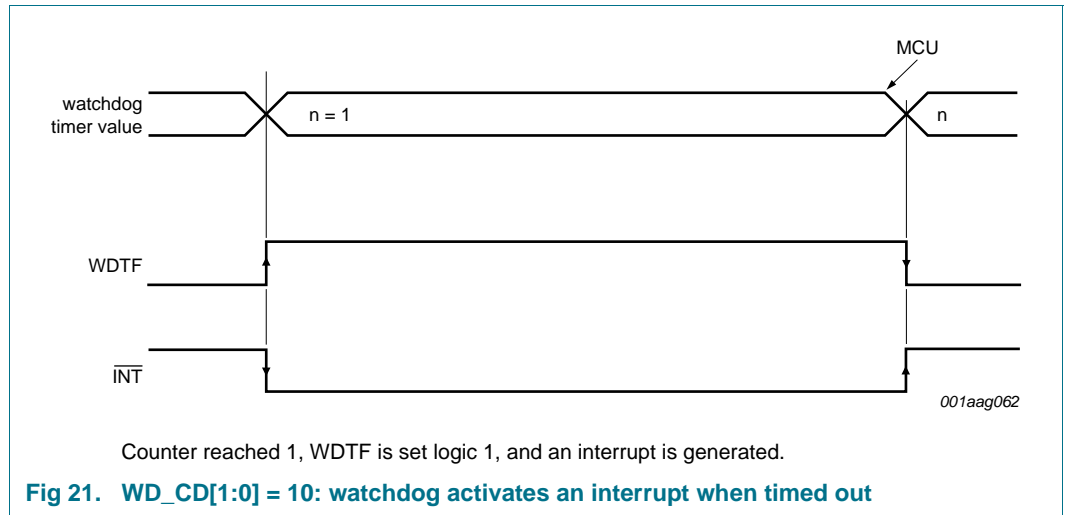 MCU
watchdog
timer value
n = 1
n
WDTF
INT
001aag062
Counter reached 1, WDTF is set logic 1, and an interrupt is generated.
Fig 21. WD_CD[1:0] = 10: watchdog activates an interrupt when timed out